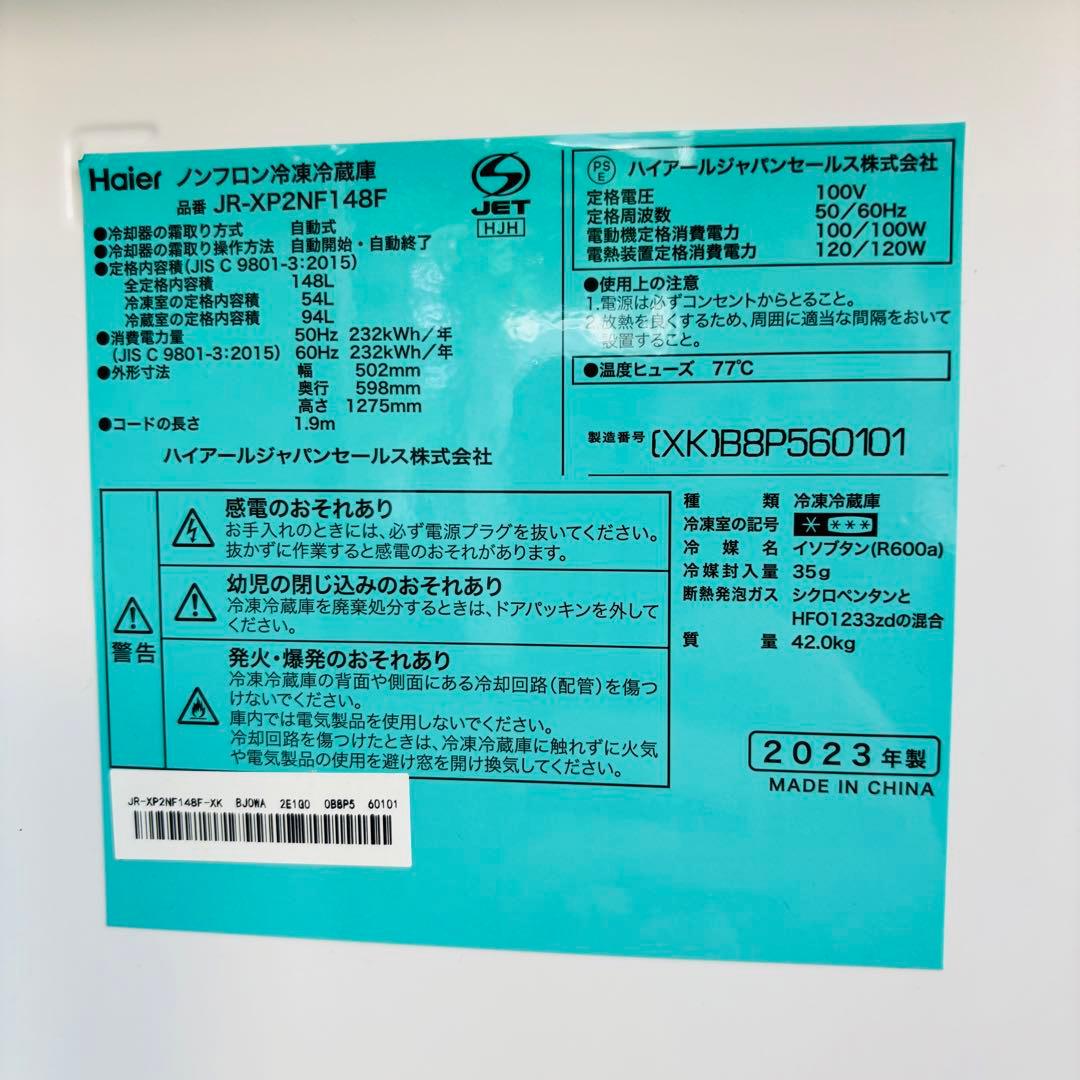 Haier ノンフロン冷凍冷蔵庫
品番 JR-XP2NF148F
●冷却器の霜取り方式 自動式
●冷却器の霜取り操作方法 自動開始・自動終了
●定格内容積(JIS C 9801-3:2015)
全定格内容積 148L
冷凍室の定格内容積 54L
冷蔵室の定格内容積 94L
●消費電力量 50Hz 232kWh/年
(JIS C 9801-3:2015) 60Hz 232kWh/年
●外形寸法 幅 502mm
奥行 598mm
高さ 1275mm
●コードの長さ 1.9m
ハイアールジャパンセールス株式会社
JET
HJH
PSE ハイアールジャパンセールス株式会社
定格電圧 100V
定格周波数 50/60Hz
電動機定格消費電力 100/100W
電熱装置定格消費電力 120/120W
●使用上の注意
1.電源は必ずコンセントからとること。
2.放熱を良くするため、周囲に適当な間隔をおいて
設置すること。
●温度ヒューズ 77℃
製造番号 (XK)B8P560101
警告
感電のおそれあり
お手入れのときには、必ず電源プラグを抜いてください。
抜かずに作業すると感電のおそれがあります。
幼児の閉じ込みのおそれあり
冷凍冷蔵庫を廃棄処分するときは、ドアパッキンを外して
ください。
発火・爆発のおそれあり
冷凍冷蔵庫の背面や側面にある冷却回路(配管)を傷つ
けないでください。
庫内では電気製品を使用しないでください。
冷却回路を傷つけたときは、冷凍冷蔵庫に触れずに火気
や電気製品の使用を避け窓を開け換気してください。
種類 冷凍冷蔵庫
冷凍室の記号 * ***
冷媒名 イソブタン(R600a)
冷媒封入量 35g
断熱発泡ガス シクロペンタンと
HFO1233zdの混合
質量 42.0kg
2023年製
MADE IN CHINA
JR-XP2NF148F-XK BJ0WA 2E1G0 0B8P5 60101